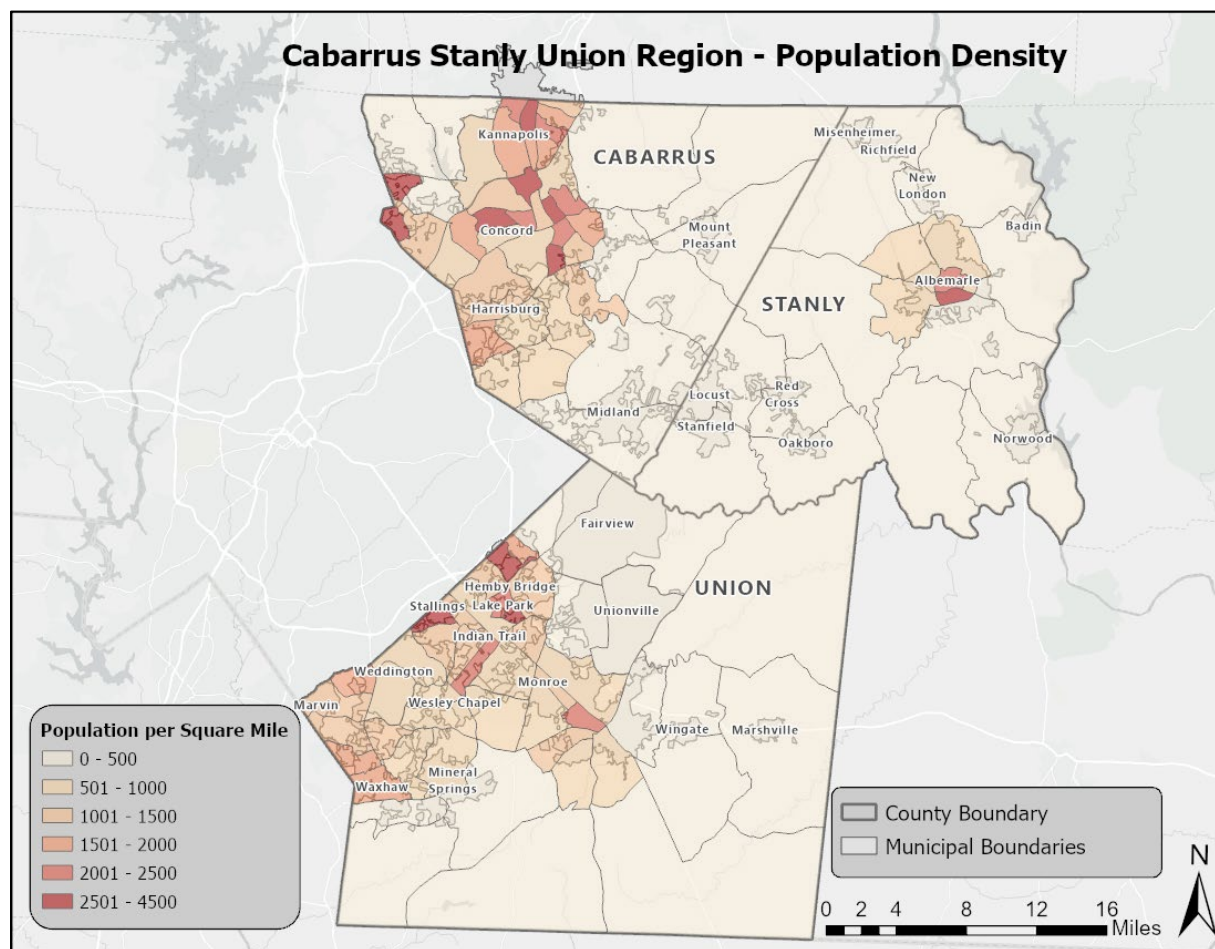 Cabarrus Stanly Union Region - Population Density
Kannapolis
CABARRUS
Misenheimer
Richfield
New
London
Concord
Mount
Pleasant
Badin
Albemarle
STANLY
Harrisburg
Midland
Locust
Red
Cross
Stanfield
Oakboro
Norwood
Fairview
UNION
Hemby Bridge
Stallings
Lake Park
Unionville
Indian Trail
Weddington
Monroe
Marvin
Wesley Chapel
Wingate
Marshville
Mineral
Springs
Waxhaw
Population per Square Mile
0 - 500
501 - 1000
1001 - 1500
1501 - 2000
2001 - 2500
2501 - 4500
County Boundary
Municipal Boundaries
N
0 2 4 8 12 16
Miles